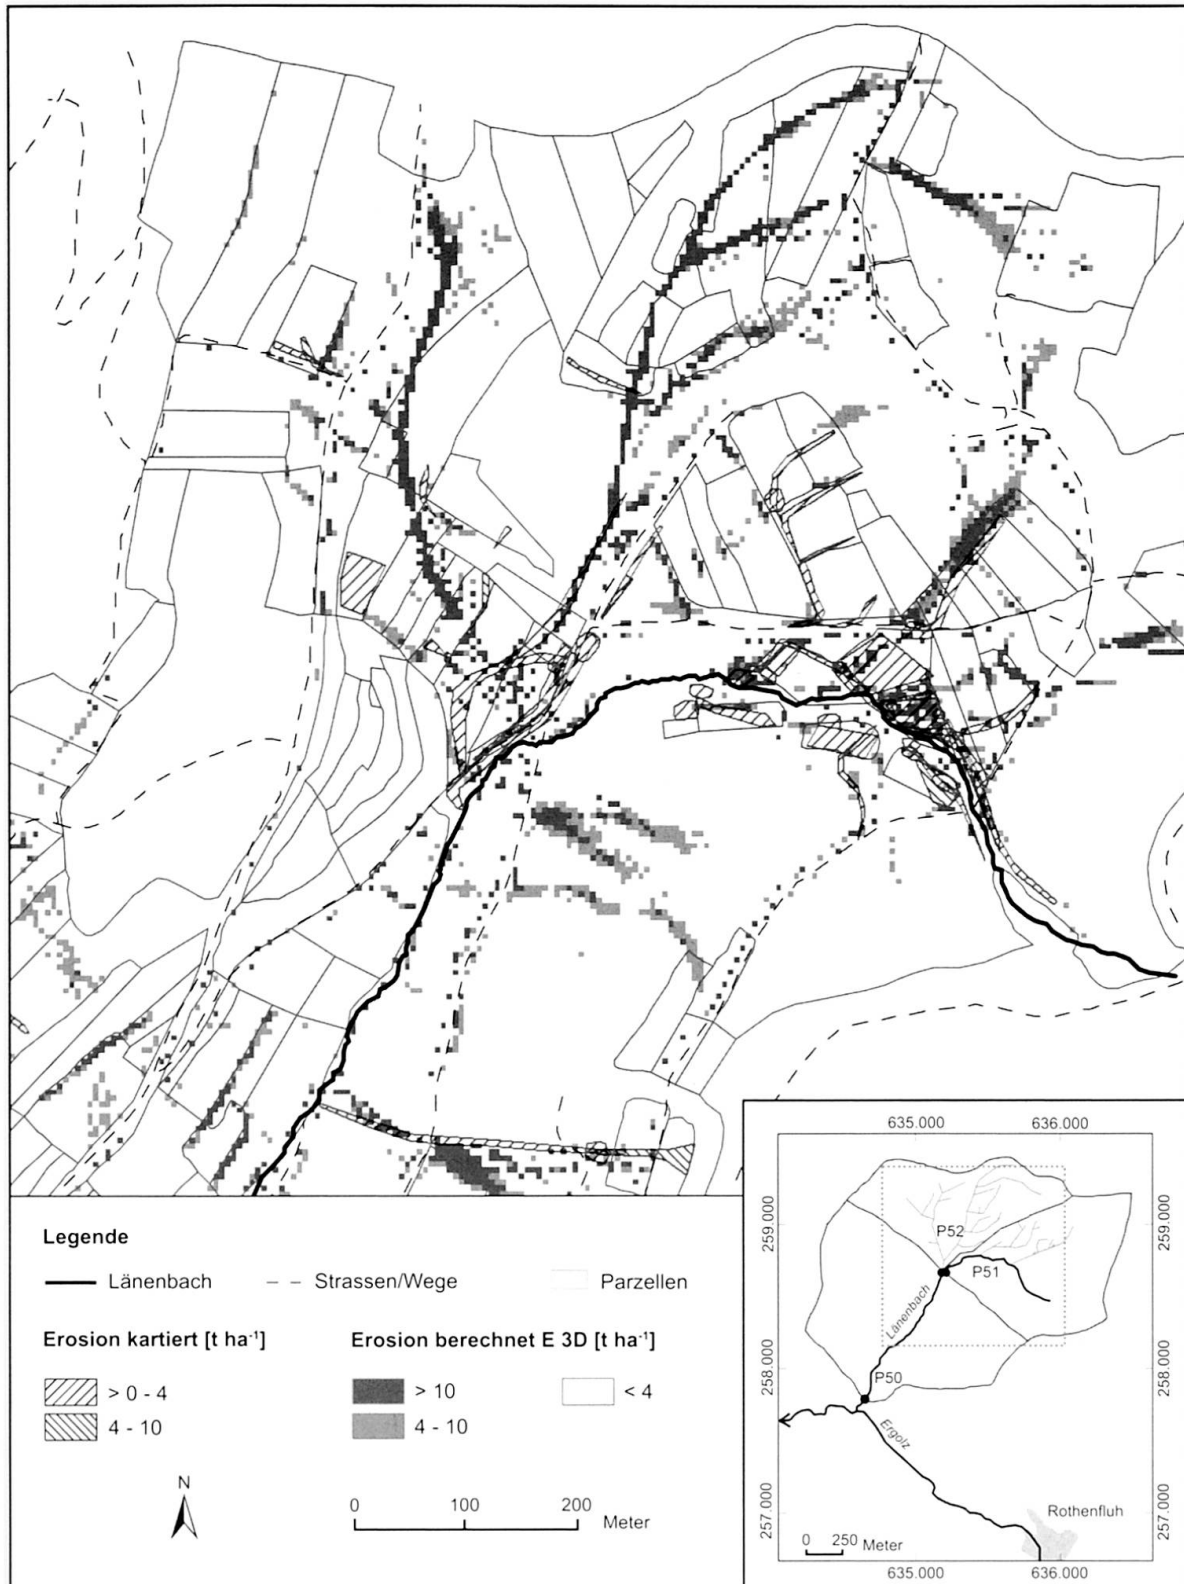 Legende
Länenbach
Strassen/Wege
Parzellen
Erosion kartiert [t ha⁻¹]
> 0 - 4
4 - 10
Erosion berechnet E 3D [t ha⁻¹]
> 10
< 4
4 - 10
N
0 100 200
Meter
635.000 636.000
259.000 259.000
P52
P51
Länenbach
258.000 258.000
P50
Ergolz
257.000 257.000
Rothenfluh
0 250 Meter
635.000 636.000